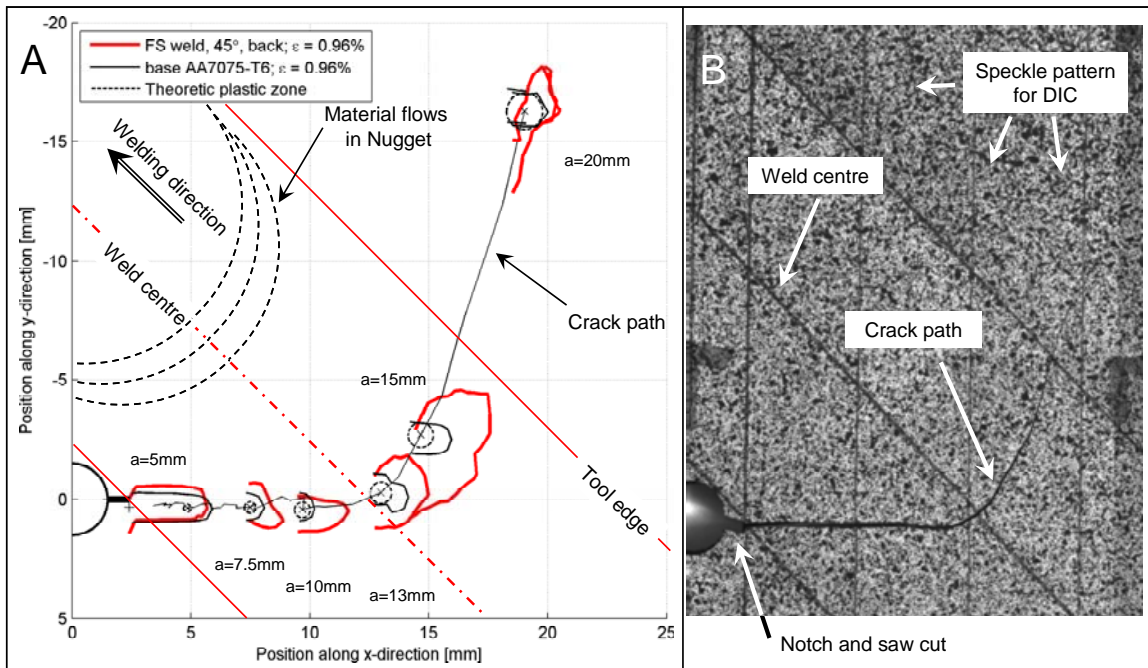 A
FS weld, 45°, back; ε = 0.96%
base AA7075-T6; ε = 0.96%
Theoretic plastic zone
Material flows
in Nugget
Welding direction
Weld centre
a=20mm
Crack path
a=15mm
a=5mm
Tool edge
a=7.5mm
a=10mm
a=13mm
-20
-15
-10
-5
0
5
0
5
10
15
20
25
Position along y-direction [mm]
Position along x-direction [mm]
B
Speckle pattern
for DIC
Weld centre
Crack path
Notch and saw cut